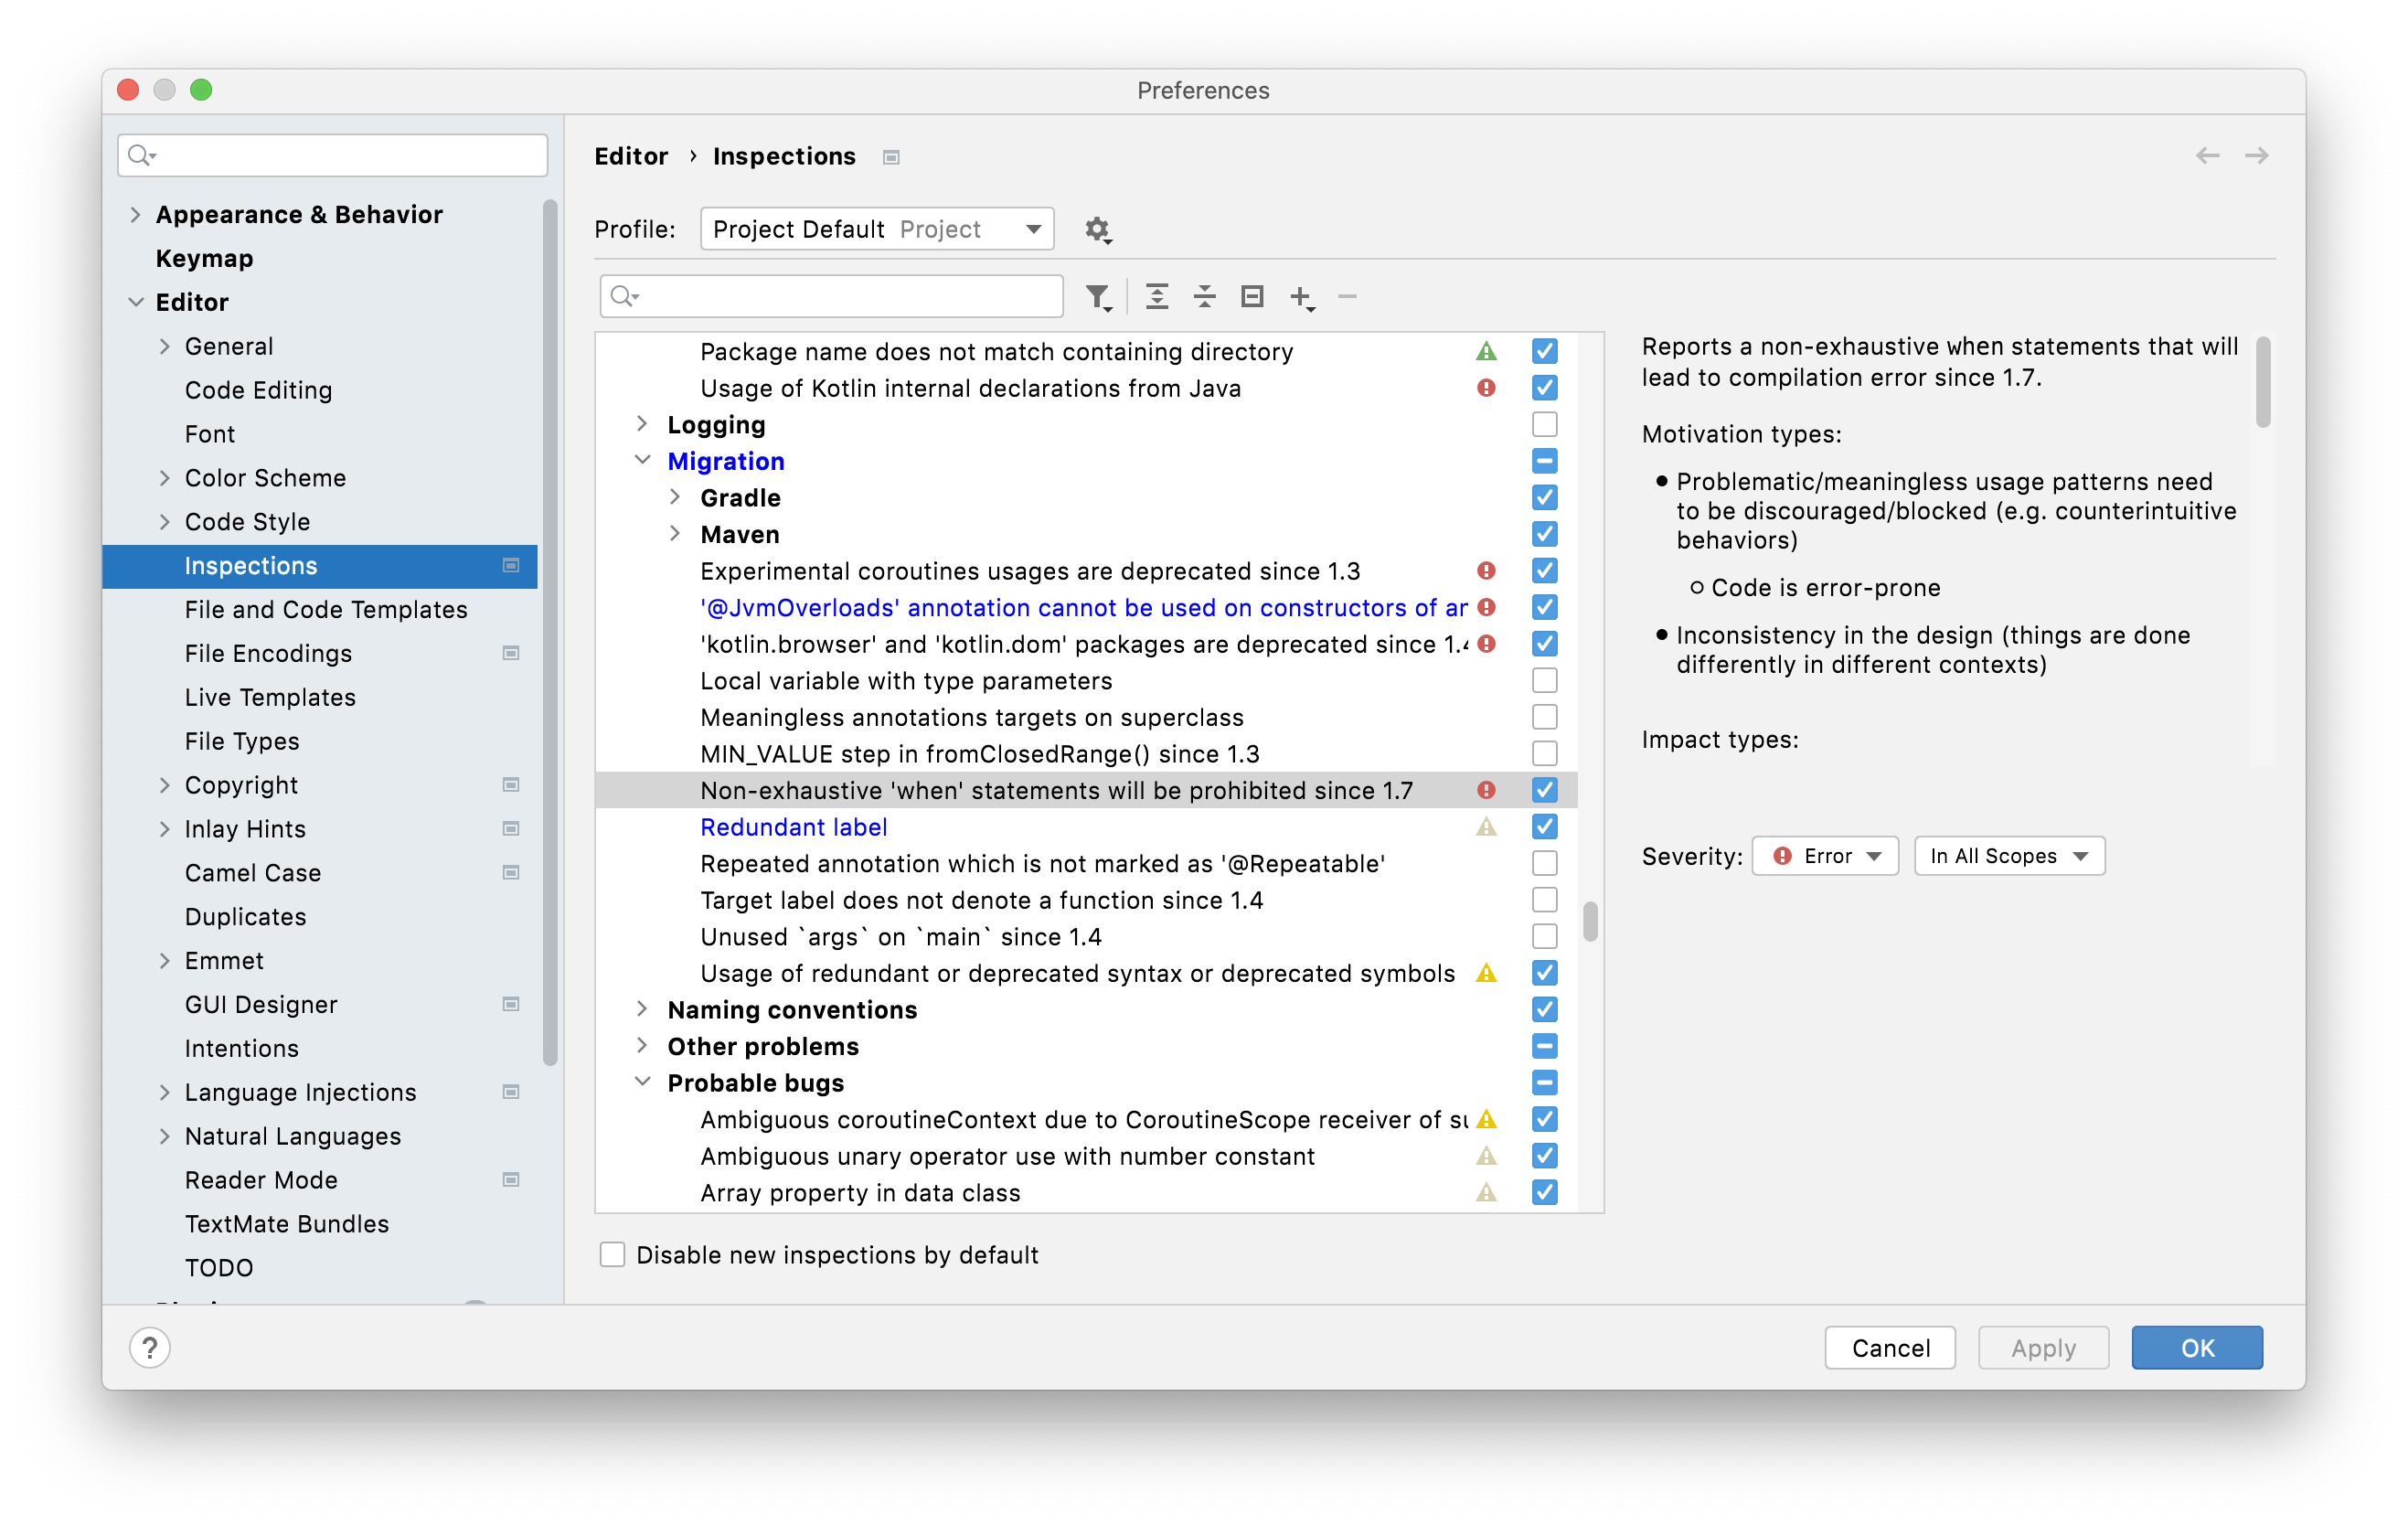 Preferences
Appearance & Behavior
Keymap
Editor
General
Code Editing
Font
Color Scheme
Code Style
Inspections
File and Code Templates
File Encodings
Live Templates
File Types
Copyright
Inlay Hints
Camel Case
Duplicates
Emmet
GUI Designer
Intentions
Language Injections
Natural Languages
Reader Mode
TextMate Bundles
TODO
Editor › Inspections
Profile: Project Default Project
Package name does not match containing directory
Usage of Kotlin internal declarations from Java
Logging
Migration
Gradle
Maven
Experimental coroutines usages are deprecated since 1.3
'@JvmOverloads' annotation cannot be used on constructors of
'kotlin.browser' and 'kotlin.dom' packages are deprecated since
Local variable with type parameters
Meaningless annotations targets on superclass
MIN_VALUE step in fromClosedRange() since 1.3
Non-exhaustive 'when' statements will be prohibited since 1.7
Redundant label
Repeated annotation which is not marked as '@Repeatable'
Target label does not denote a function since 1.4
Unused `args` on `main` since 1.4
Usage of redundant or deprecated syntax or deprecated symbols
Naming conventions
Other problems
Probable bugs
Ambiguous coroutineContext due to CoroutineScope receiver of
Ambiguous unary operator use with number constant
Array property in data class
Disable new inspections by default
Reports a non-exhaustive when statements that will
lead to compilation error since 1.7.
Motivation types:
• Problematic/meaningless usage patterns need
to be discouraged/blocked (e.g. counterintuitive
behaviors)
Code is error-prone
• Inconsistency in the design (things are done
differently in different contexts)
Impact types:
Severity: Error In All Scopes
? Cancel Apply OK